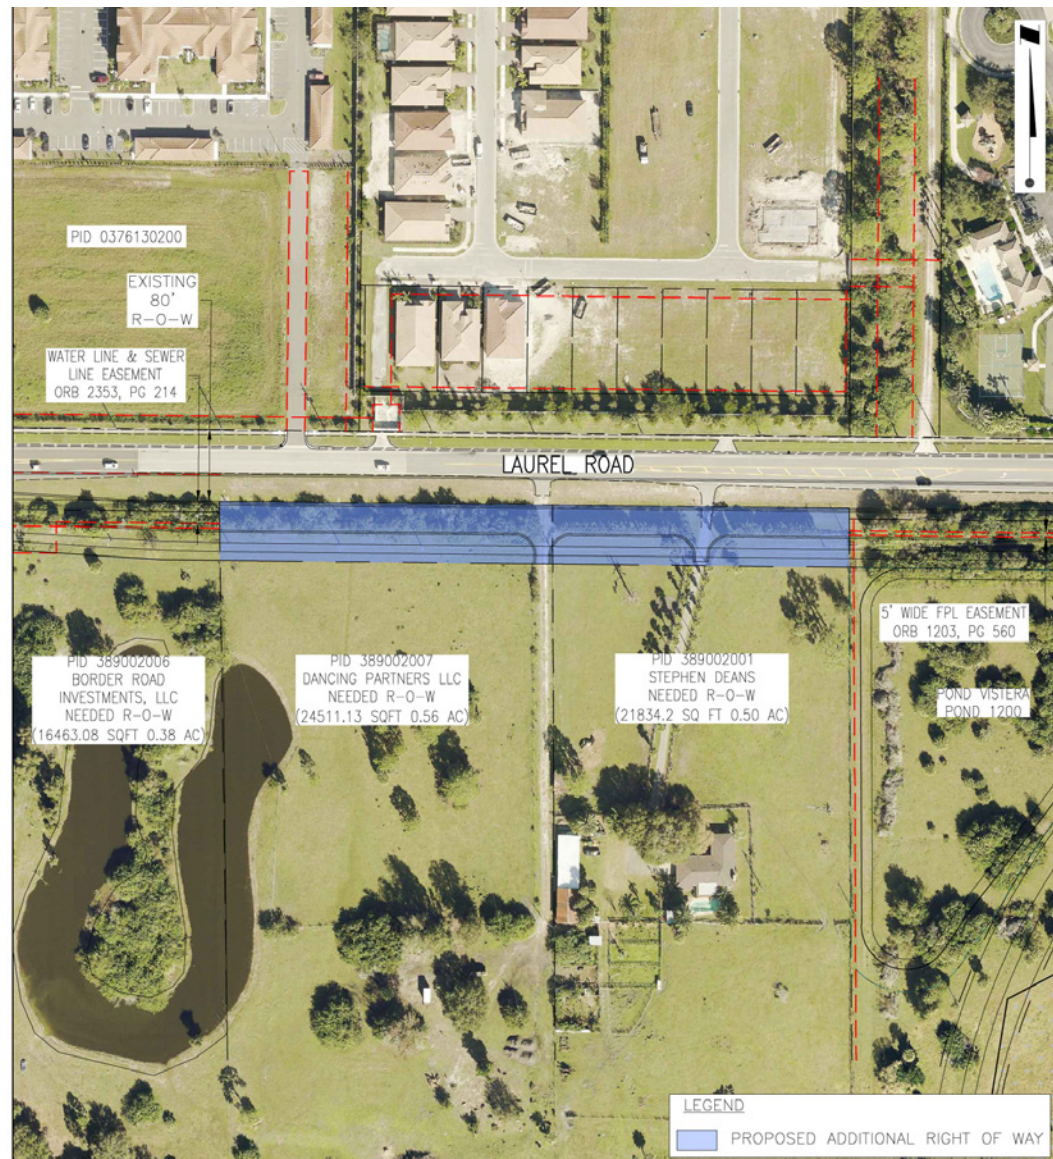 PID 0376130200
EXISTING
80'
R-O-W
WATER LINE & SEWER
LINE EASEMENT
ORB 2353, PG 214
LAUREL ROAD
5' WIDE FPL EASEMENT
ORB 1203, PG 560
PID 389002006
BORDER ROAD
INVESTMENTS, LLC
NEEDED R-O-W
(16463.08 SQFT 0.38 AC)
PID 389002007
DANCING PARTNERS LLC
NEEDED R-O-W
(24511.13 SQFT 0.56 AC)
PID 389002001
STEPHEN DEANS
NEEDED R-O-W
(21834.2 SQ FT 0.50 AC)
POND VISTERA
POND 1200
LEGEND
PROPOSED ADDITIONAL RIGHT OF WAY